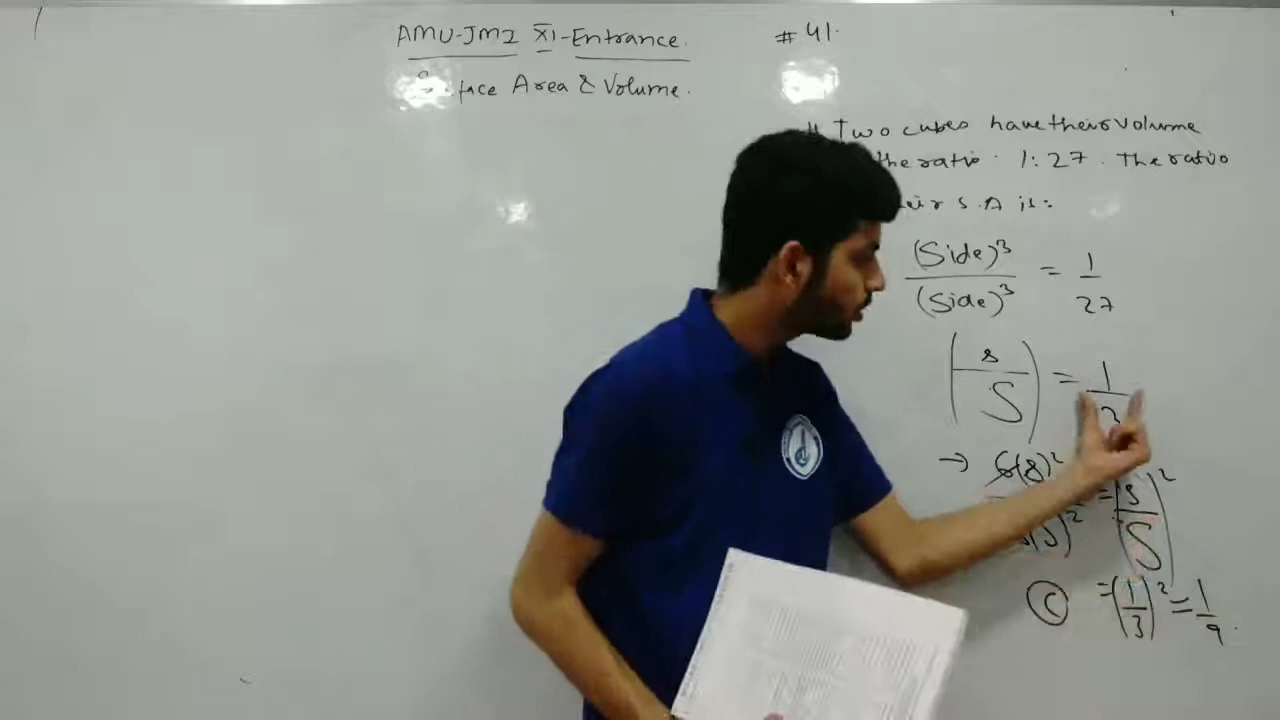 AMU-JMI XI-Entrance.
# 41.
face Area & Volume.
Two cubes have their volume
the ratio. 1:27. The ratio
S.A is:
(Side)³ / (Side)³ = 1 / 27
(s / S) = 1 /
→ 6(s)² / (S)² = (s / S)²
(C) = (1/3)² = 1/9.